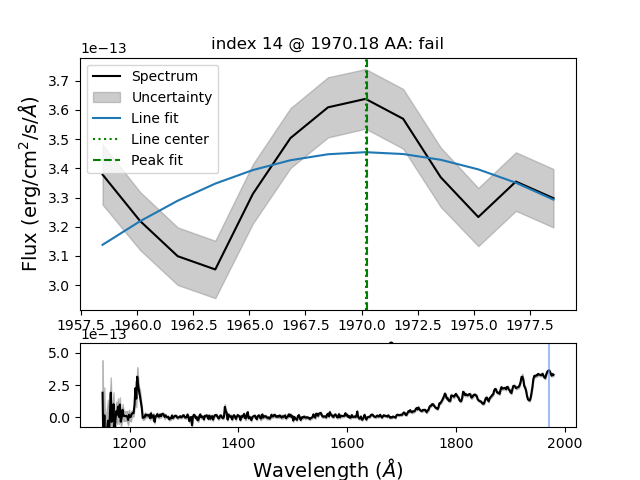 index 14 @ 1970.18 AA: fail
1e−13
Spectrum
Uncertainty
Line fit
Line center
Peak fit
3.7
3.6
3.5
3.4
3.3
3.2
3.1
3.0
Flux (erg/cm²/s/Å)
1957.5 1960.0 1962.5 1965.0 1967.5 1970.0 1972.5 1975.0 1977.5
1e−13
5.0
2.5
0.0
1200 1400 1600 1800 2000
Wavelength (Å)